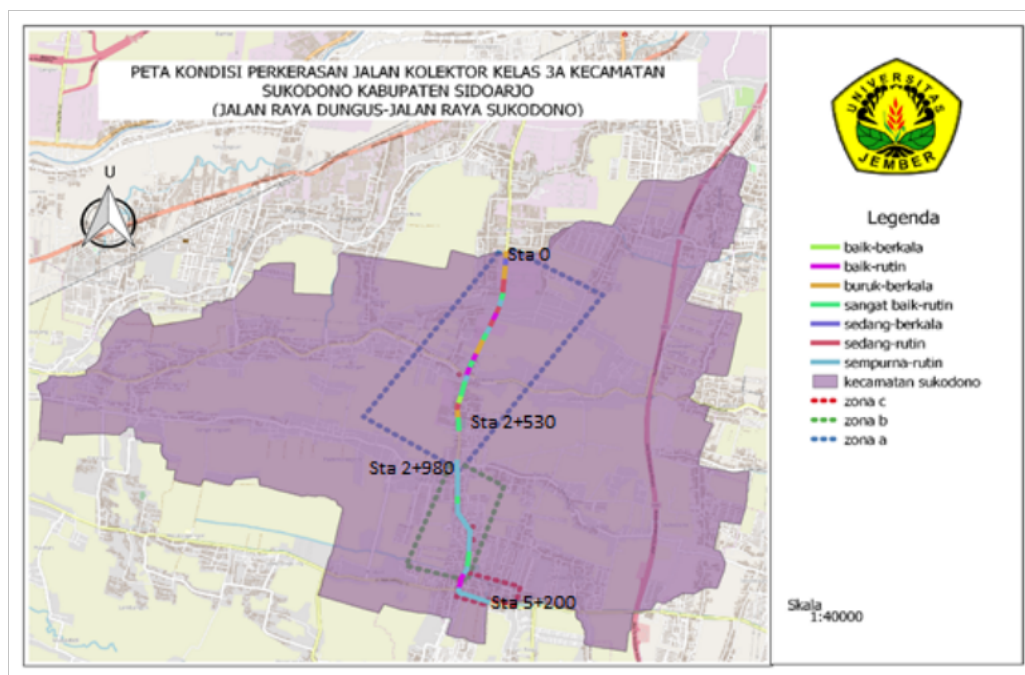 PETA KONDISI PERKERASAN JALAN KOLEKTOR KELAS 3A KECAMATAN
SUKODONO KABUPATEN SIDOARJO
(JALAN RAYA DUNGUS-JALAN RAYA SUKODONO)
U
Sta 0
Sta 2+530
Sta 2+980
Sta 5+200
UNIVERSITAS
JEMBER
Legenda
baik-berkala
baik-rutin
buruk-berkala
sangat baik-rutin
sedang-berkala
sedang-rutin
sempurna-rutin
kecamatan sukodono
zona c
zona b
zona a
Skala
1:40000